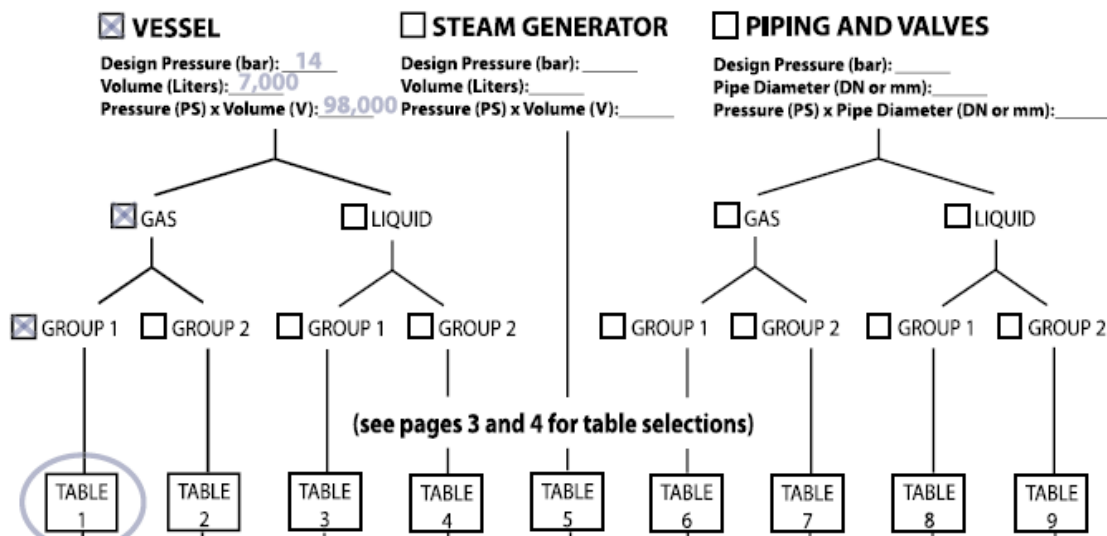 VESSEL
Design Pressure (bar): 14
Volume (Liters): 7,000
Pressure (PS) x Volume (V): 98,000
STEAM GENERATOR
Design Pressure (bar):
Volume (Liters):
Pressure (PS) x Volume (V):
PIPING AND VALVES
Design Pressure (bar):
Pipe Diameter (DN or mm):
Pressure (PS) x Pipe Diameter (DN or mm):
GAS
LIQUID
GAS
LIQUID
GROUP 1
GROUP 2
GROUP 1
GROUP 2
GROUP 1
GROUP 2
GROUP 1
GROUP 2
(see pages 3 and 4 for table selections)
TABLE
1
TABLE
2
TABLE
3
TABLE
4
TABLE
5
TABLE
6
TABLE
7
TABLE
8
TABLE
9